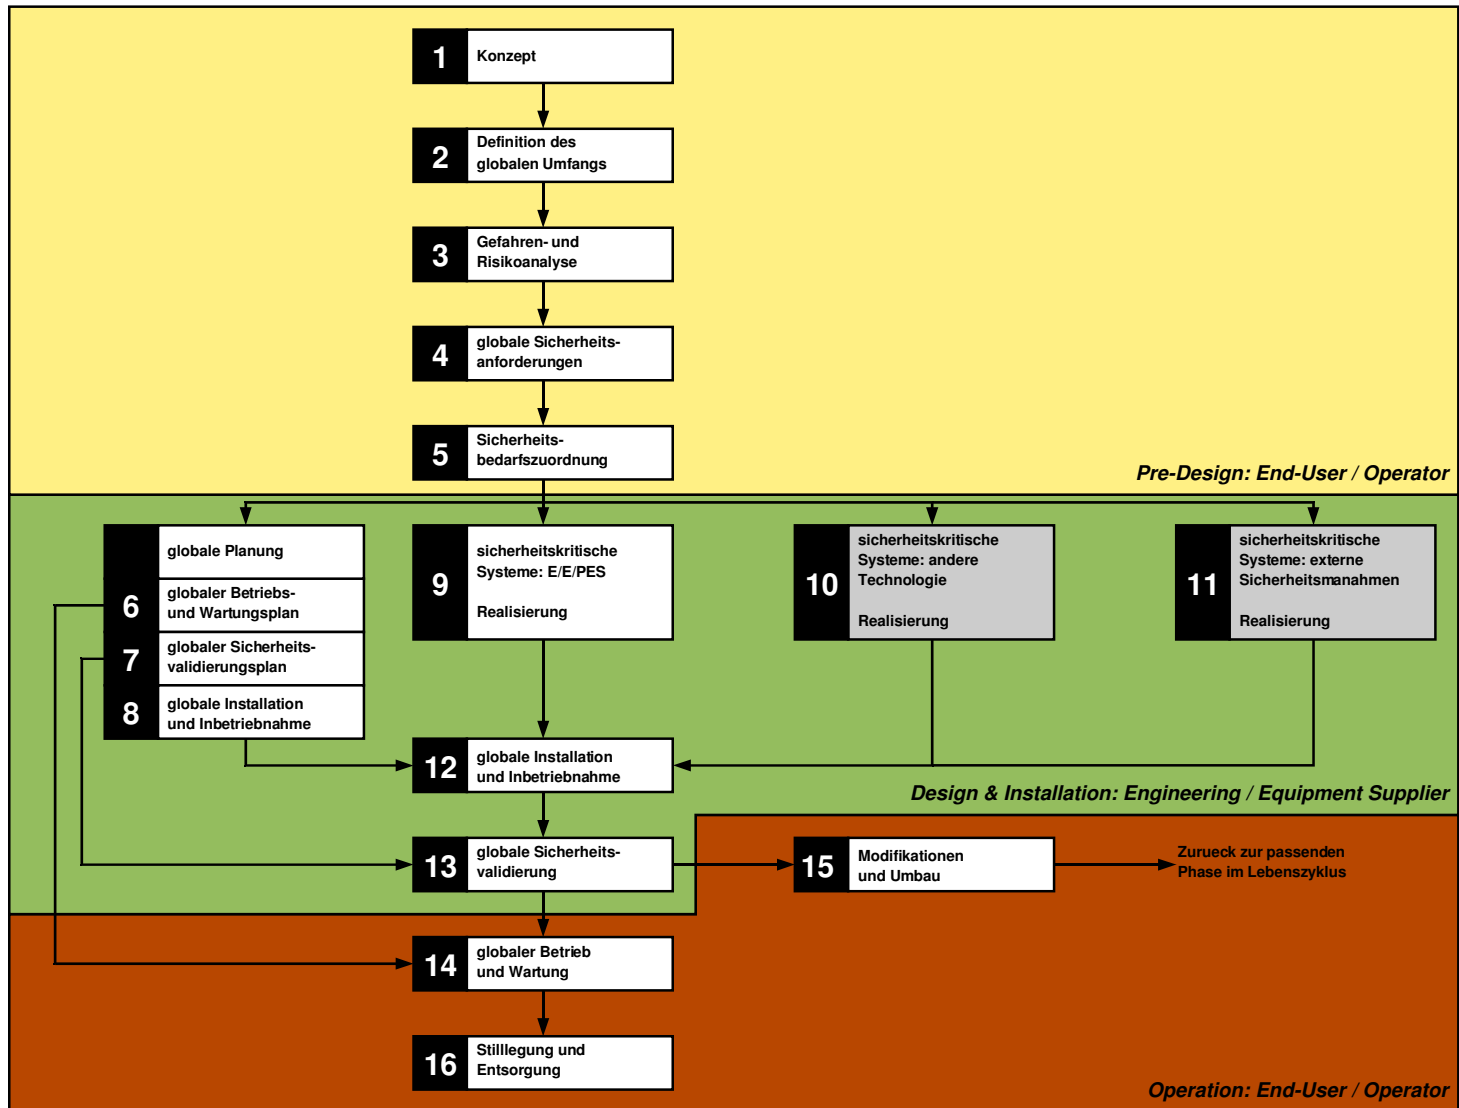 1
Konzept
2
Definition des
globalen Umfangs
3
Gefahren- und
Risikoanalyse
4
globale Sicherheits-
anforderungen
5
Sicherheits-
bedarfszuordnung
Pre-Design: End-User / Operator
globale Planung
6
globaler Betriebs-
und Wartungsplan
7
globaler Sicherheits-
validierungsplan
8
globale Installation
und Inbetriebnahme
9
sicherheitskritische
Systeme: E/E/PES
Realisierung
10
sicherheitskritische
Systeme: andere
Technologie
Realisierung
11
sicherheitskritische
Systeme: externe
Sicherheitsmanahmen
Realisierung
12
globale Installation
und Inbetriebnahme
Design & Installation: Engineering / Equipment Supplier
13
globale Sicherheits-
validierung
15
Modifikationen
und Umbau
Zurueck zur passenden
Phase im Lebenszyklus
14
globaler Betrieb
und Wartung
16
Stilllegung und
Entsorgung
Operation: End-User / Operator